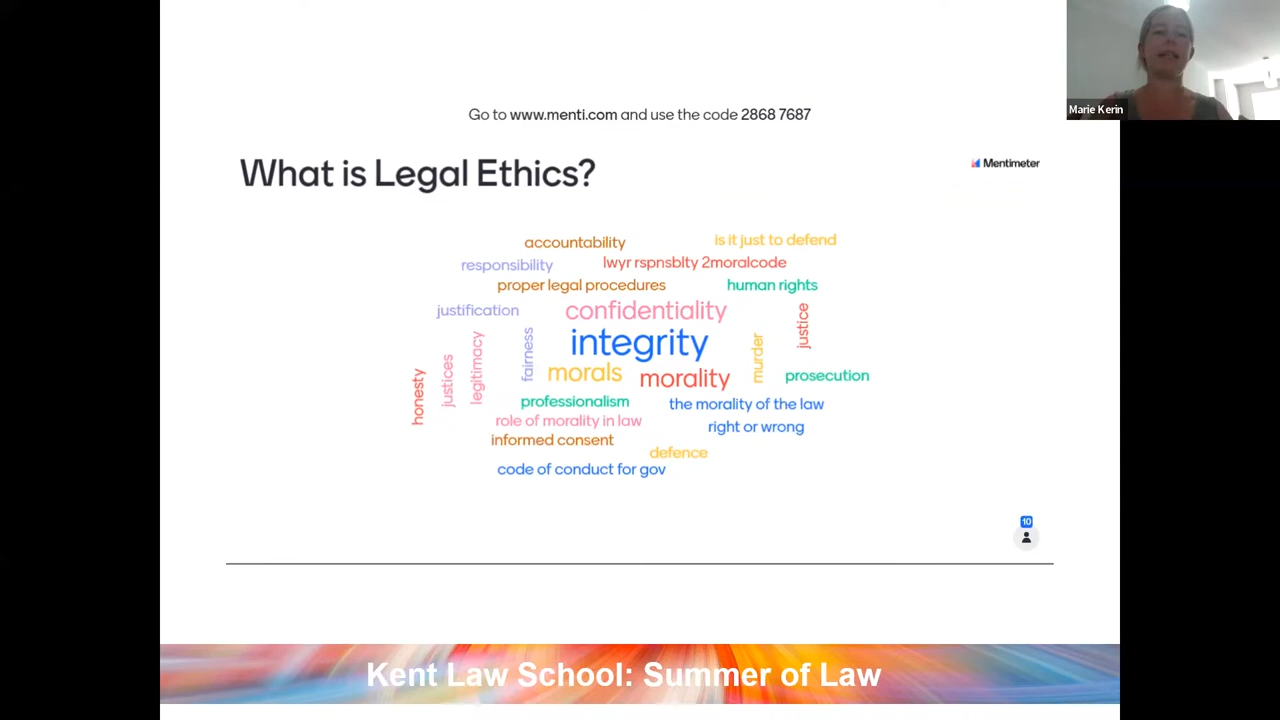 Marie Kerin
Go to www.menti.com and use the code 2868 7687
Mentimeter
What is Legal Ethics?
accountability
is it just to defend
responsibility
lwyr rspnsblty 2moralcode
proper legal procedures
human rights
justification
confidentiality
justice
integrity
fairness
legitimacy
murder
morals
morality
prosecution
justices
honesty
professionalism
the morality of the law
role of morality in law
right or wrong
informed consent
defence
code of conduct for gov
10
Kent Law School: Summer of Law